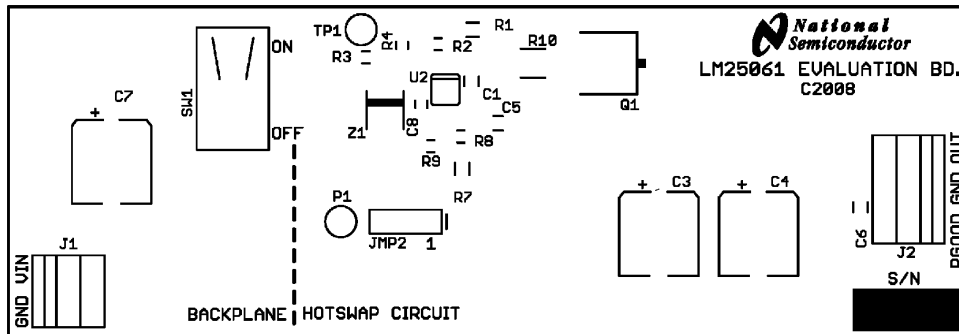 National
Semiconductor
LM25061 EVALUATION BD.
C2008
TP1
R3
R4
R2
R1
R10
Q1
U2
C1
C5
Z1
C8
R9
R8
R7
SW1
ON
OFF
C7
P1
JMP2 1
+ C3
+ C4
C6
J2
PGOOD GND OUT
S/N
J1
GND VIN
+
BACKPLANE
HOTSWAP CIRCUIT